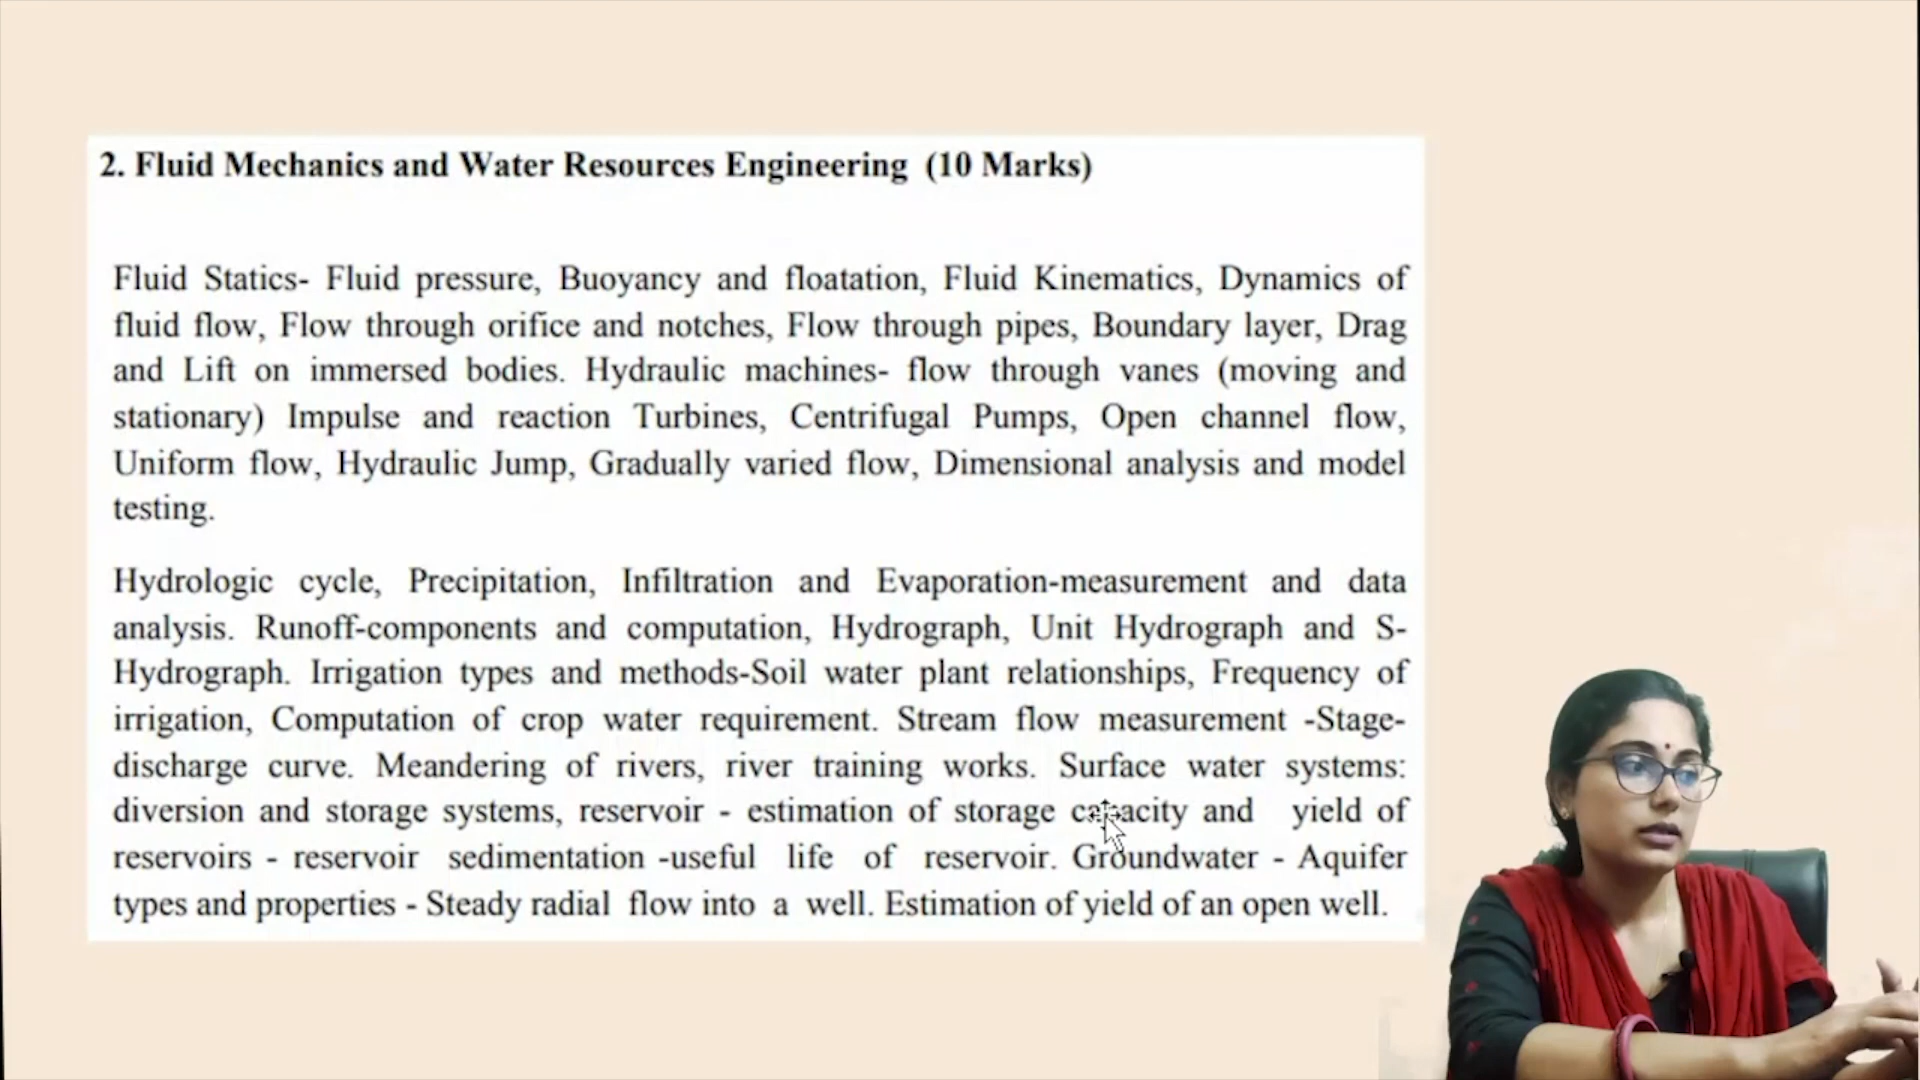 2. Fluid Mechanics and Water Resources Engineering (10 Marks)
Fluid Statics- Fluid pressure, Buoyancy and floatation, Fluid Kinematics, Dynamics of
fluid flow, Flow through orifice and notches, Flow through pipes, Boundary layer, Drag
and Lift on immersed bodies. Hydraulic machines- flow through vanes (moving and
stationary) Impulse and reaction Turbines, Centrifugal Pumps, Open channel flow,
Uniform flow, Hydraulic Jump, Gradually varied flow, Dimensional analysis and model
testing.
Hydrologic cycle, Precipitation, Infiltration and Evaporation-measurement and data
analysis. Runoff-components and computation, Hydrograph, Unit Hydrograph and S-
Hydrograph. Irrigation types and methods-Soil water plant relationships, Frequency of
irrigation, Computation of crop water requirement. Stream flow measurement -Stage-
discharge curve. Meandering of rivers, river training works. Surface water systems:
diversion and storage systems, reservoir - estimation of storage capacity and yield of
reservoirs - reservoir sedimentation -useful life of reservoir. Groundwater - Aquifer
types and properties - Steady radial flow into a well. Estimation of yield of an open well.